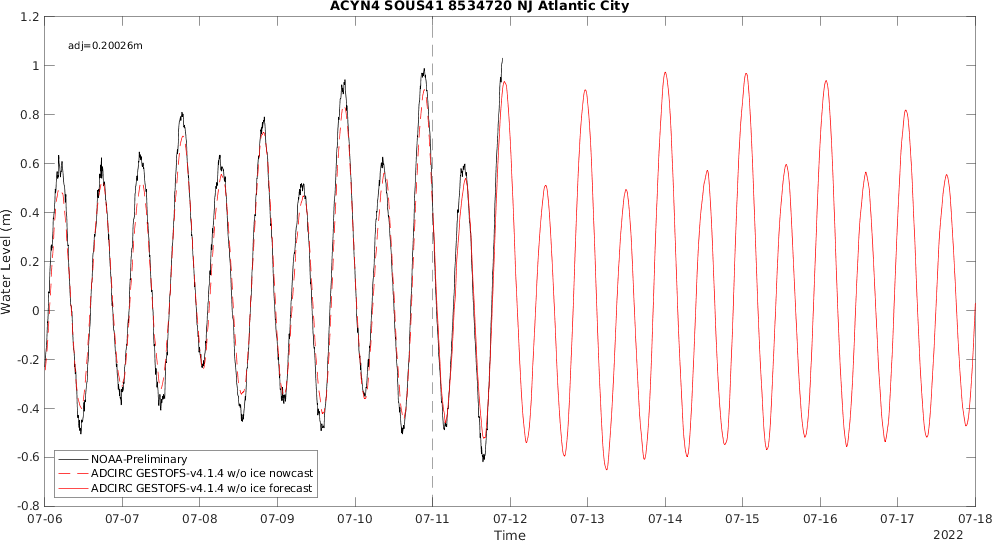 ACYN4 SOUS41 8534720 NJ Atlantic City
1.2
adj=0.20026m
1
0.8
0.6
0.4
0.2
0
-0.2
-0.4
-0.6
-0.8
Water Level (m)
NOAA-Preliminary
ADCIRC GESTOFS-v4.1.4 w/o ice nowcast
ADCIRC GESTOFS-v4.1.4 w/o ice forecast
07-06 07-07 07-08 07-09 07-10 07-11 07-12 07-13 07-14 07-15 07-16 07-17 07-18
Time
2022